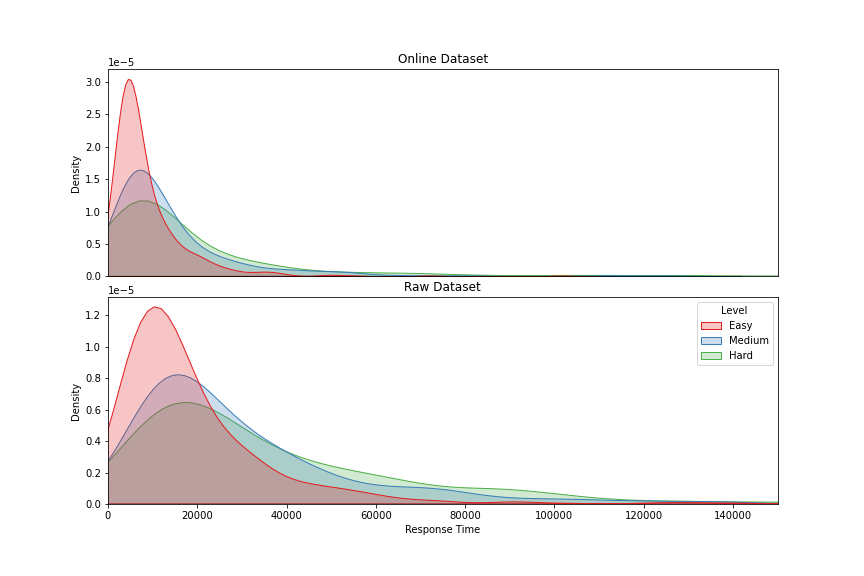 Online Dataset
1e−5
3.0
2.5
2.0
1.5
1.0
0.5
0.0
Density
Raw Dataset
1e−5
1.2
1.0
0.8
0.6
0.4
0.2
0.0
Density
Level
Easy
Medium
Hard
0 20000 40000 60000 80000 100000 120000 140000
Response Time